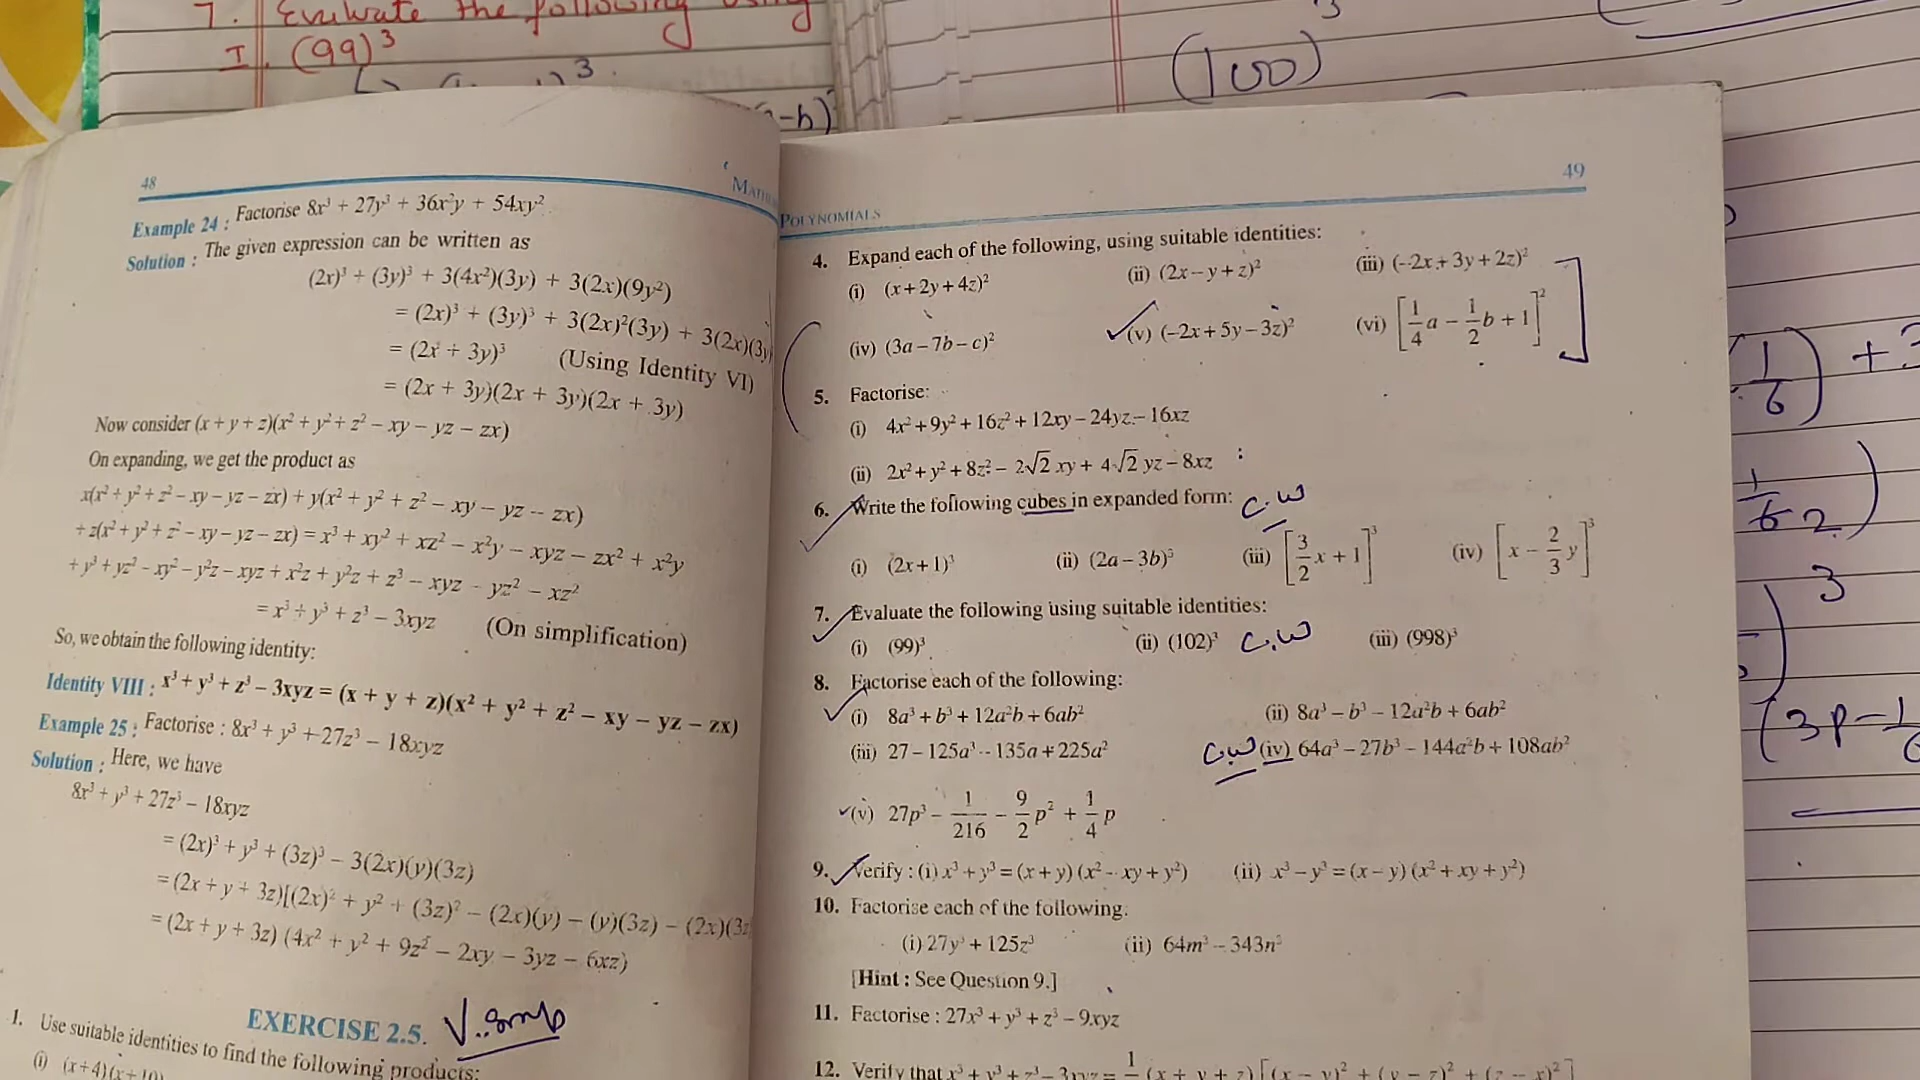 7. Evaluate the following using
I. (99)³
(100)³
48
Example 24 : Factorise 8x³ + 27y³ + 36x²y + 54xy²
Solution : The given expression can be written as
(2x)³ + (3y)³ + 3(4x²)(3y) + 3(2x)(9y²)
= (2x)³ + (3y)³ + 3(2x)²(3y) + 3(2x)(3y
= (2x + 3y)³ (Using Identity VI)
= (2x + 3y)(2x + 3y)(2x + 3y)
Now consider (x + y + z)(x² + y² + z² – xy – yz – zx)
On expanding, we get the product as
x(x² + y² + z² – xy – yz – zx) + y(x² + y² + z² – xy – yz – zx)
+ z(x² + y² + z² – xy – yz – zx) = x³ + xy² + xz² – x²y – xyz – zx² + x²y
+ y³ + yz² – xy² – y²z – xyz + x²z + y²z + z³ – xyz – yz² – xz²
= x³ + y³ + z³ – 3xyz (On simplification)
So, we obtain the following identity:
Identity VIII : x³ + y³ + z³ – 3xyz = (x + y + z)(x² + y² + z² – xy – yz – zx)
Example 25 : Factorise : 8x³ + y³ + 27z³ – 18xyz
Solution : Here, we have
8x³ + y³ + 27z³ – 18xyz
= (2x)³ + y³ + (3z)³ – 3(2x)(y)(3z)
= (2x + y + 3z)[(2x)² + y² + (3z)² – (2x)(y) – (y)(3z) – (2x)(3z
= (2x + y + 3z) (4x² + y² + 9z² – 2xy – 3yz – 6xz)
EXERCISE 2.5 V.Imp
1. Use suitable identities to find the following products:
(i) (x + 4)(x + 10)
49
POLYNOMIALS
4. Expand each of the following, using suitable identities:
(i) (x + 2y + 4z)² (ii) (2x – y + z)² (iii) (–2x + 3y + 2z)²
(iv) (3a – 7b – c)² (v) (–2x + 5y – 3z)² (vi) [1/4 a – 1/2 b + 1]²
5. Factorise:
(i) 4x² + 9y² + 16z² + 12xy – 24yz – 16xz
(ii) 2x² + y² + 8z² – 2√2 xy + 4√2 yz – 8xz
6. Write the following cubes in expanded form: C.W
(i) (2x + 1)³ (ii) (2a – 3b)³ (iii) [3/2 x + 1]³ (iv) [x – 2/3 y]³
7. Evaluate the following using suitable identities:
(i) (99)³ (ii) (102)³ C.W (iii) (998)³
8. Factorise each of the following:
(i) 8a³ + b³ + 12a²b + 6ab² (ii) 8a³ – b³ – 12a²b + 6ab²
(iii) 27 – 125a³ – 135a + 225a² C.W (iv) 64a³ – 27b³ – 144a²b + 108ab²
(v) 27p³ – 1/216 – 9/2 p² + 1/4 p
9. Verify : (i) x³ + y³ = (x + y) (x² – xy + y²) (ii) x³ – y³ = (x – y) (x² + xy + y²)
10. Factorise each of the following:
(i) 27y³ + 125z³ (ii) 64m³ – 343n³
[Hint : See Question 9.]
11. Factorise : 27x³ + y³ + z³ – 9xyz
12. Verify that x³ + y³ + z³ – 3xyz = 1/2 (x + y + z) [(x – y)² + (y – z)² + (z – x)²]